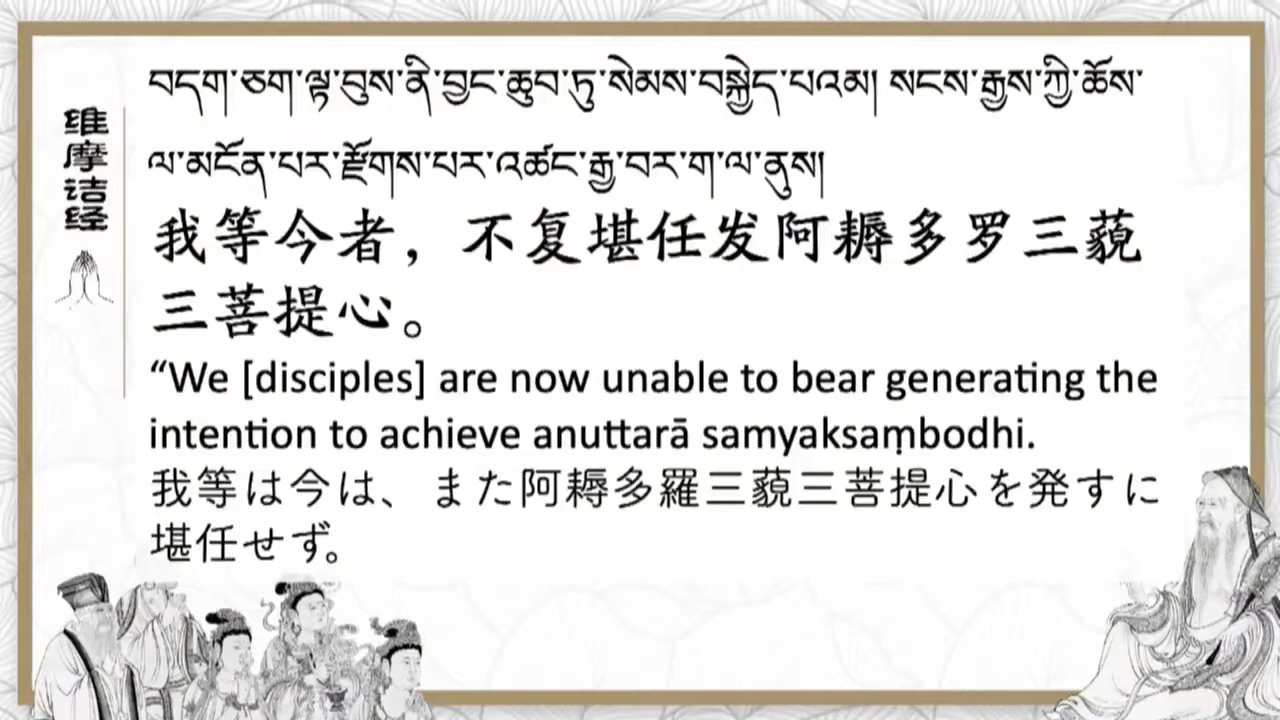 维摩诘经
བདག་ཅག་ལྟ་བུས་ནི་བྱང་ཆུབ་ཏུ་སེམས་བསྐྱེད་པའམ། སངས་རྒྱས་ཀྱི་ཆོས་
ལ་མངོན་པར་རྫོགས་པར་འཚང་རྒྱ་བར་ག་ལ་ནུས།
我等今者，不复堪任发阿耨多罗三藐
三菩提心。
“We [disciples] are now unable to bear generating the
intention to achieve anuttarā samyaksaṃbodhi.
我等は今は、また阿耨多羅三藐三菩提心を発すに
堪任せず。